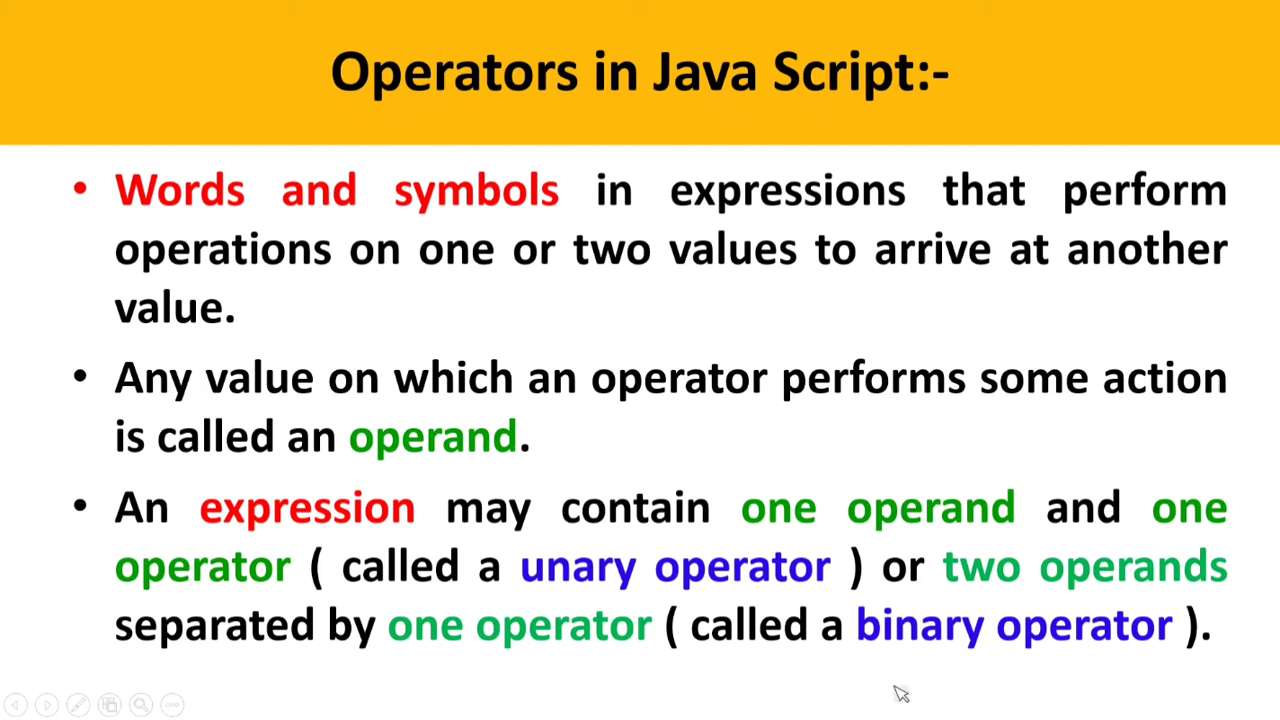 Operators in Java Script:-
• Words and symbols in expressions that perform
operations on one or two values to arrive at another
value.
• Any value on which an operator performs some action
is called an operand.
• An expression may contain one operand and one
operator ( called a unary operator ) or two operands
separated by one operator ( called a binary operator ).